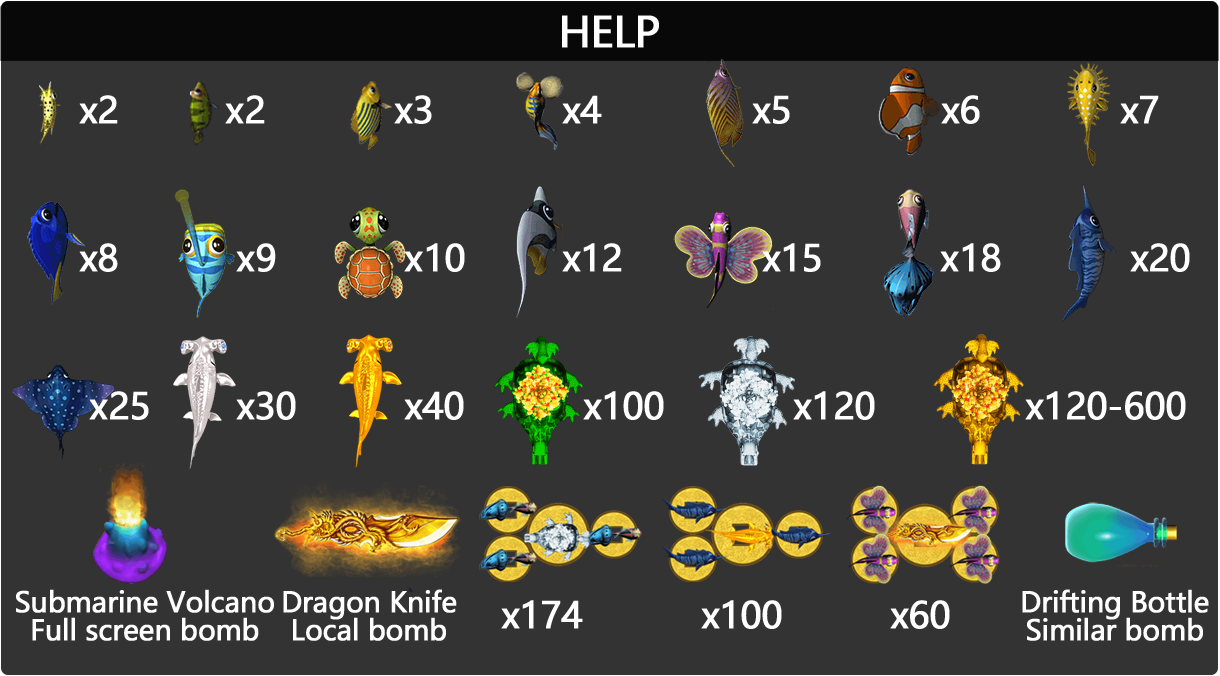 HELP
x2 x2 x3 x4 x5 x6 x7
x8 x9 x10 x12 x15 x18 x20
x25 x30 x40 x100 x120 x120-600
Submarine Volcano Dragon Knife x174 x100 x60 Drifting Bottle
Full screen bomb Local bomb Similar bomb